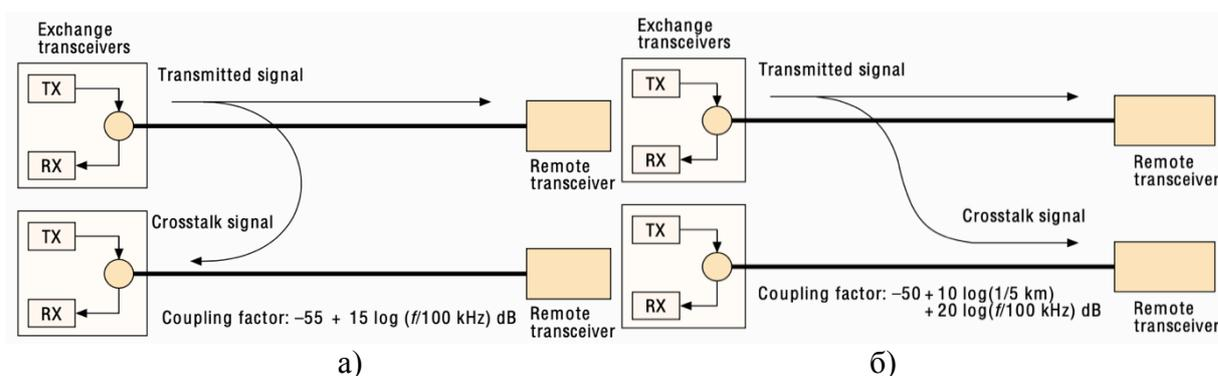 Exchange
transceivers
TX
RX
Transmitted signal
Remote
transceiver
TX
RX
Crosstalk signal
Remote
transceiver
Coupling factor: –55 + 15 log (f/100 kHz) dB
а)
Exchange
transceivers
TX
RX
Transmitted signal
Remote
transceiver
TX
RX
Crosstalk signal
Remote
transceiver
Coupling factor: –50 + 10 log(1/5 km)
+ 20 log(f/100 kHz) dB
б)